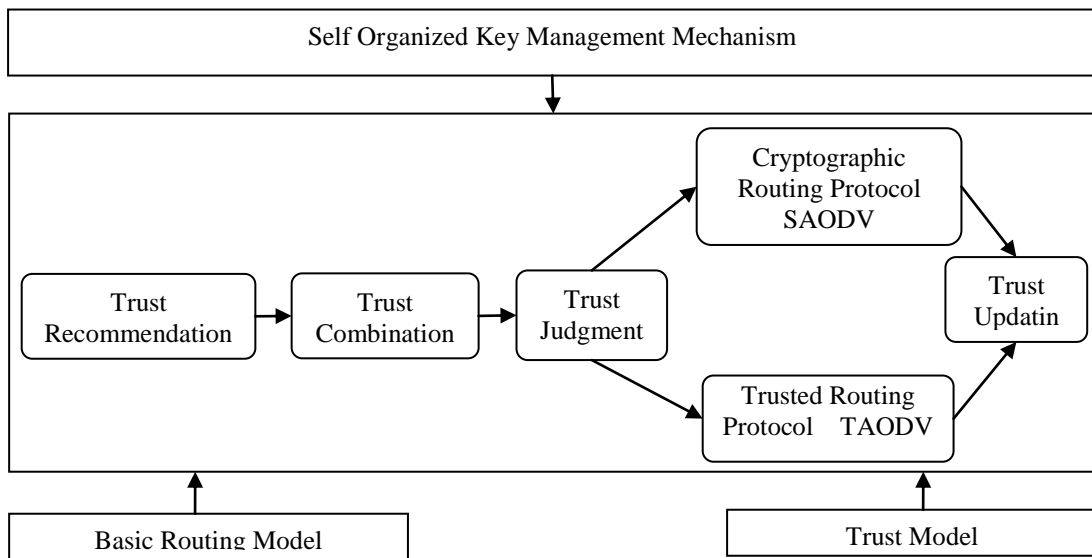 Self Organized Key Management Mechanism
Cryptographic
Routing Protocol
SAODV
Trust
Recommendation
Trust
Combination
Trust
Judgment
Trust
Updatin
Trusted Routing
Protocol TAODV
Basic Routing Model
Trust Model